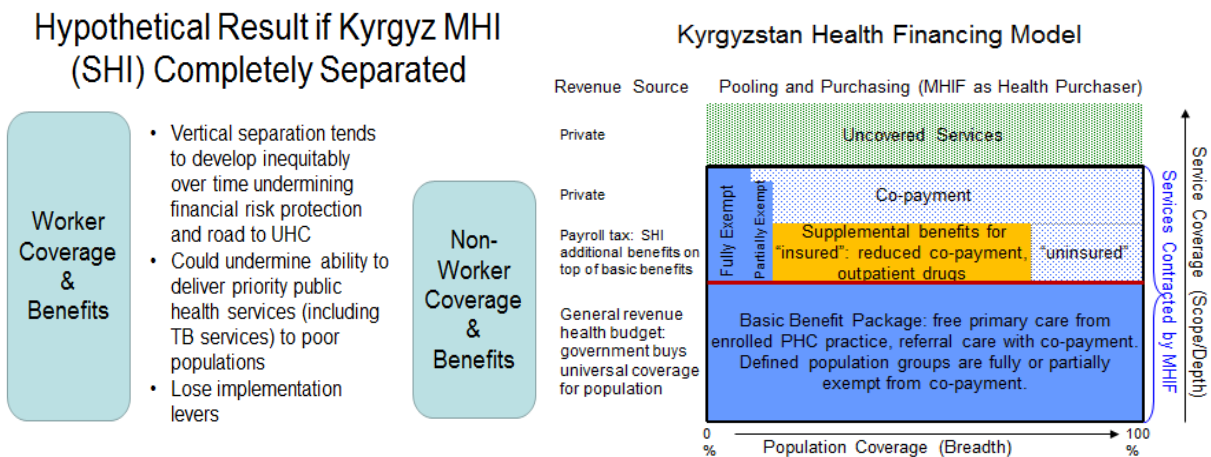 Hypothetical Result if Kyrgyz MHI
(SHI) Completely Separated
Worker
Coverage
&
Benefits
• Vertical separation tends
to develop inequitably
over time undermining
financial risk protection
and road to UHC
• Could undermine ability to
deliver priority public
health services (including
TB services) to poor
populations
• Lose implementation
levers
Non-
Worker
Coverage
&
Benefits
Kyrgyzstan Health Financing Model
Revenue Source
Pooling and Purchasing (MHIF as Health Purchaser)
Private
Uncovered Services
Private
Co-payment
Fully Exempt
Partially Exempt
Payroll tax: SHI
additional benefits on
top of basic benefits
Supplemental benefits for
"insured": reduced co-payment,
outpatient drugs
"uninsured"
General revenue
health budget:
government buys
universal coverage
for population
Basic Benefit Package: free primary care from
enrolled PHC practice, referral care with co-payment.
Defined population groups are fully or partially
exempt from co-payment.
Services Contracted by MHIF
Service Coverage (Scope/Depth)
0
%
Population Coverage (Breadth)
100
%